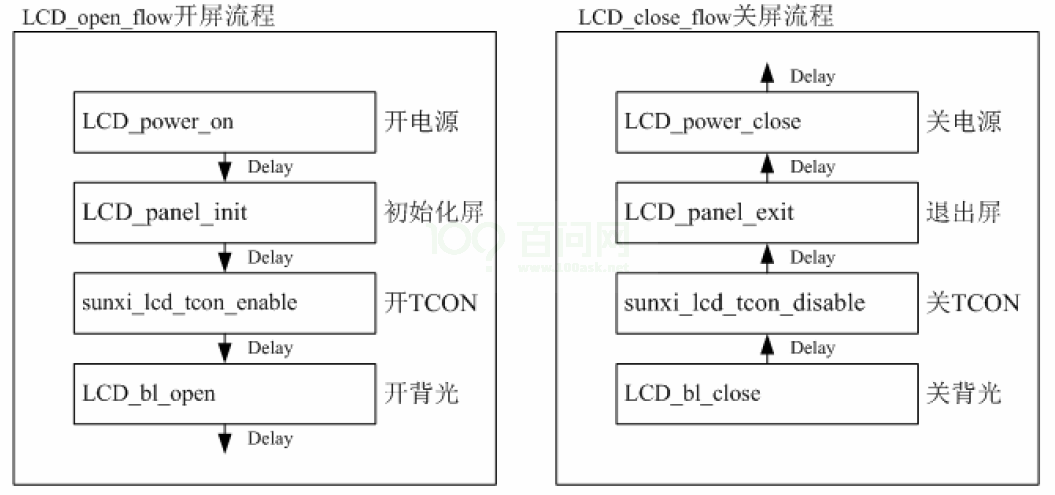 LCD_open_flow开屏流程
LCD_power_on 开电源
Delay
LCD_panel_init 初始化屏
Delay
sunxi_lcd_tcon_enable 开TCON
Delay
LCD_bl_open 开背光
Delay
LCD_close_flow关屏流程
Delay
LCD_power_close 关电源
Delay
LCD_panel_exit 退出屏
Delay
sunxi_lcd_tcon_disable 关TCON
Delay
LCD_bl_close 关背光
100 百问网
www.100ask.net